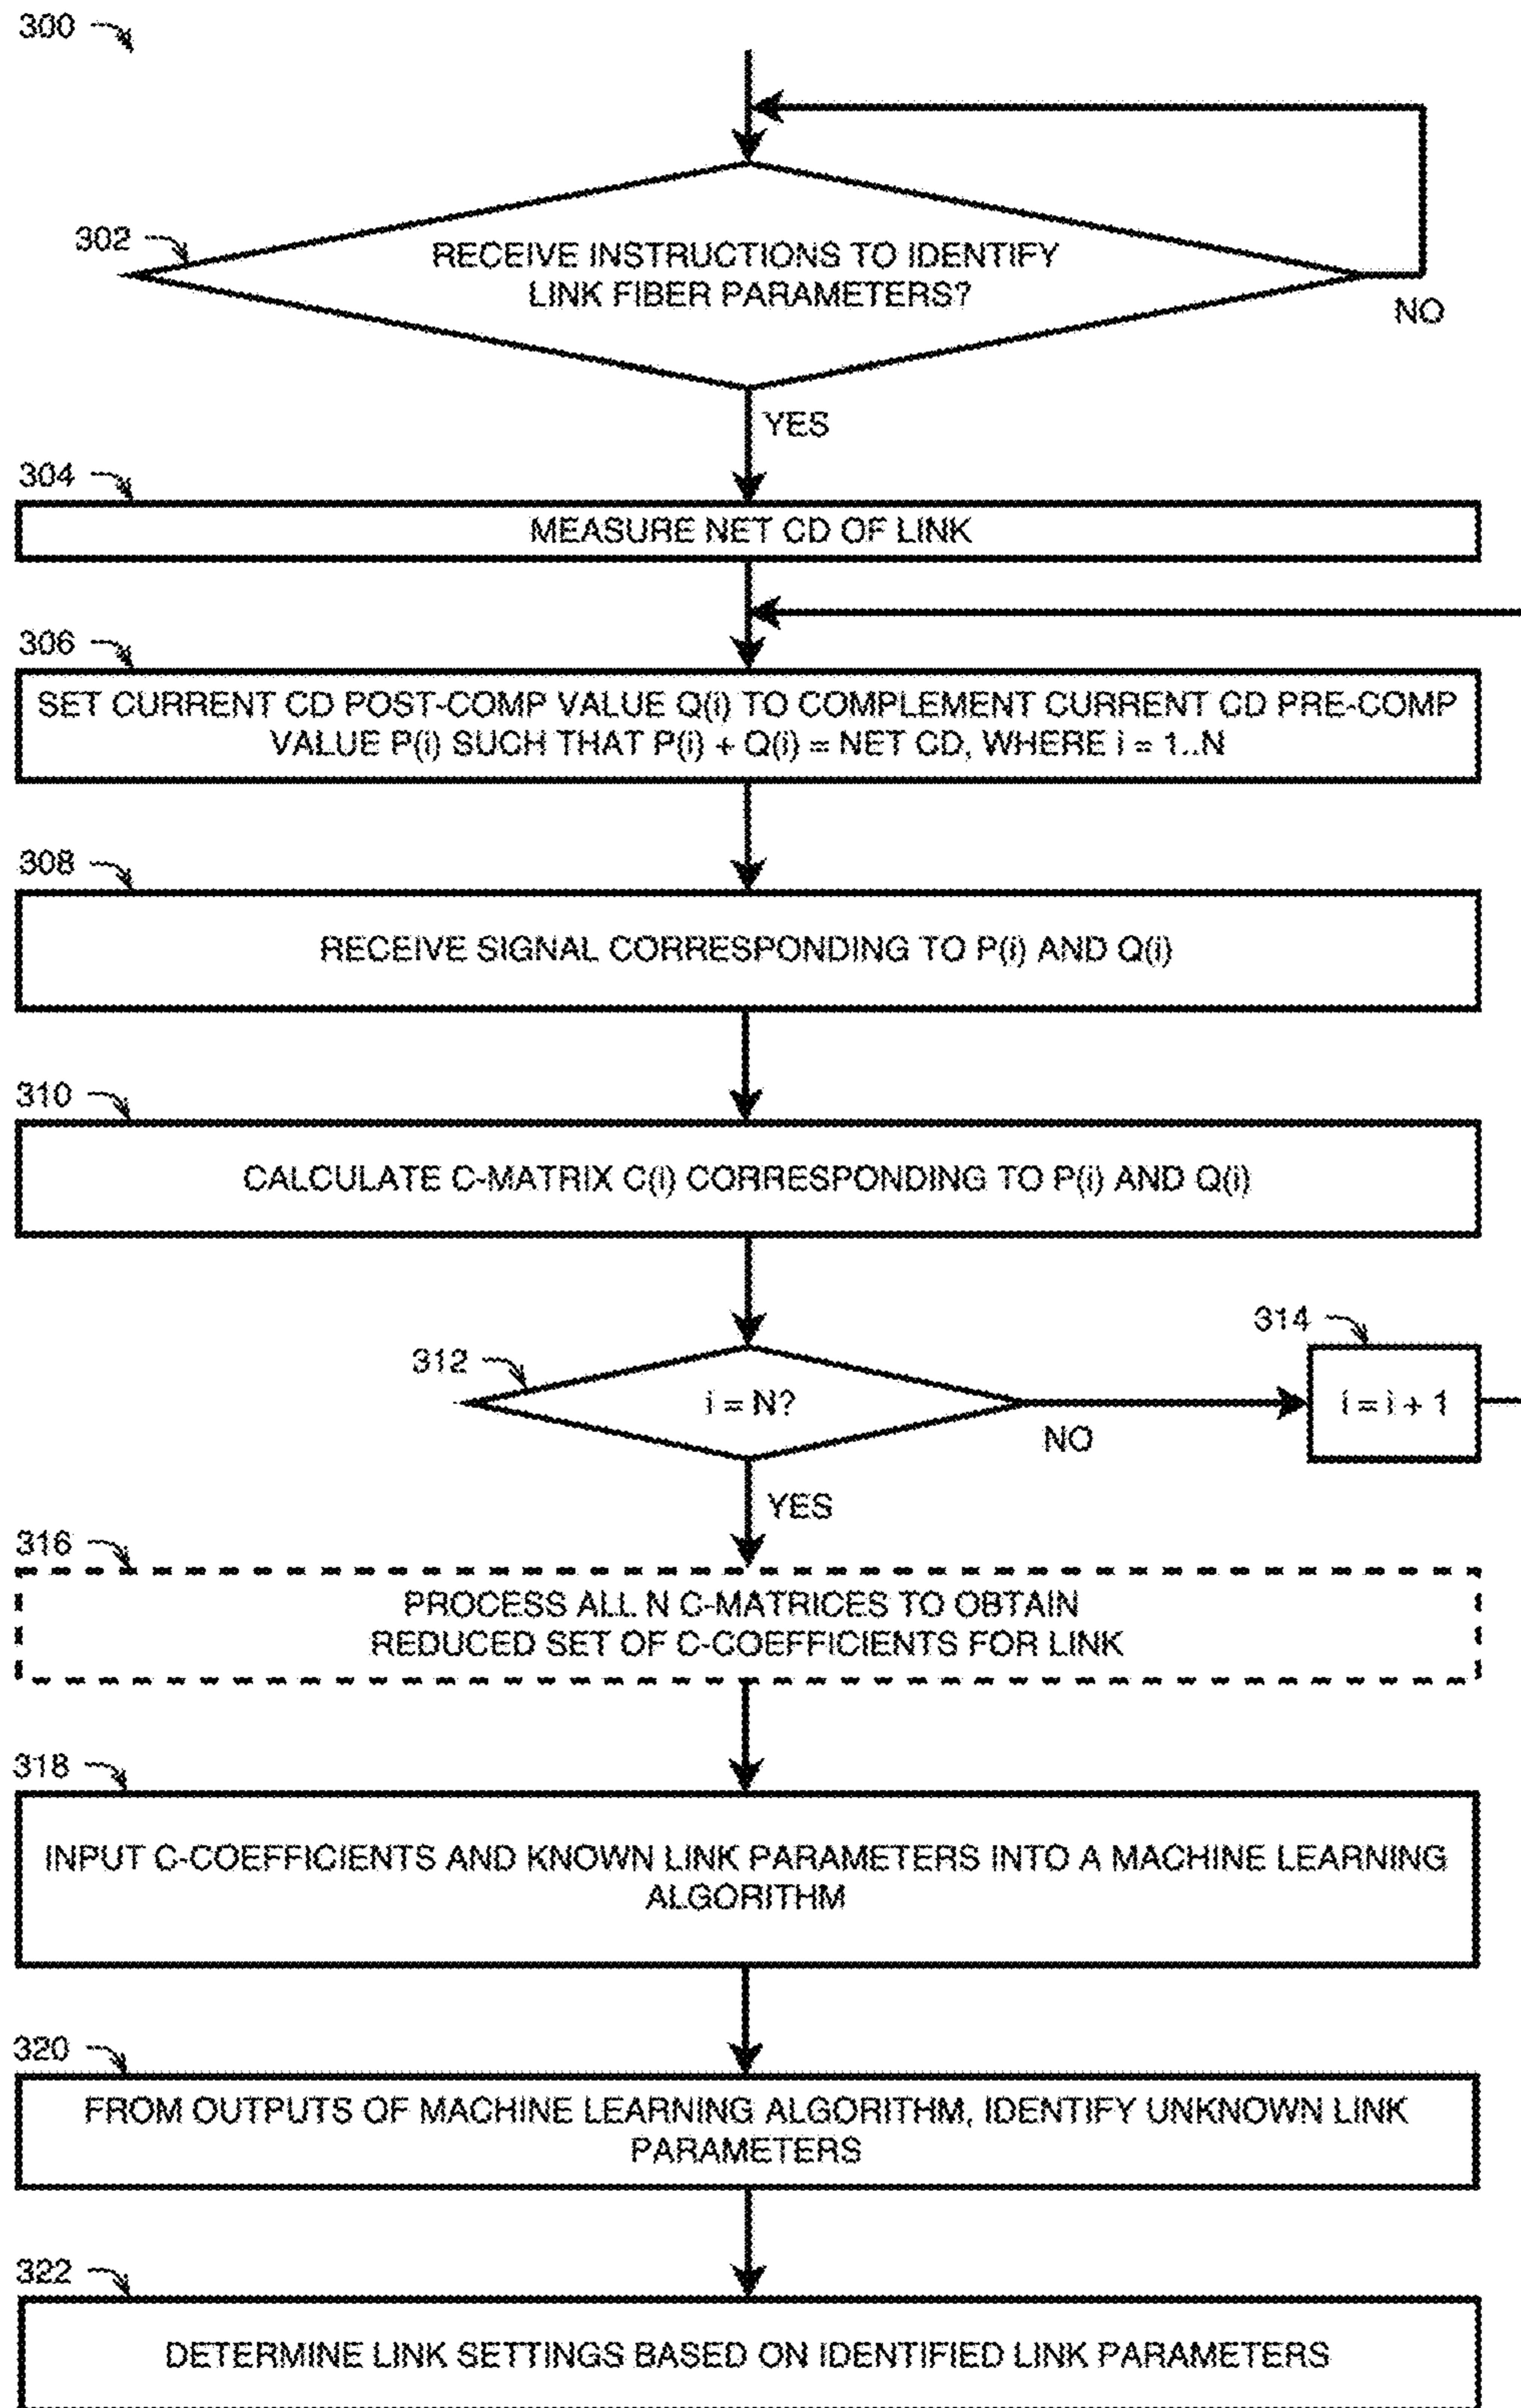 300
302
RECEIVE INSTRUCTIONS TO IDENTIFY
LINK FIBER PARAMETERS?
NO
YES
304
MEASURE NET CD OF LINK
306
SET CURRENT CD POST-COMP VALUE Q(i) TO COMPLEMENT CURRENT CD PRE-COMP
VALUE P(i) SUCH THAT P(i) + Q(i) = NET CD, WHERE i = 1..N
308
RECEIVE SIGNAL CORRESPONDING TO P(i) AND Q(i)
310
CALCULATE C-MATRIX C(i) CORRESPONDING TO P(i) AND Q(i)
312
i = N?
NO
314
i = i + 1
YES
316
PROCESS ALL N C-MATRICES TO OBTAIN
REDUCED SET OF C-COEFFICIENTS FOR LINK
318
INPUT C-COEFFICIENTS AND KNOWN LINK PARAMETERS INTO A MACHINE LEARNING
ALGORITHM
320
FROM OUTPUTS OF MACHINE LEARNING ALGORITHM, IDENTIFY UNKNOWN LINK
PARAMETERS
322
DETERMINE LINK SETTINGS BASED ON IDENTIFIED LINK PARAMETERS